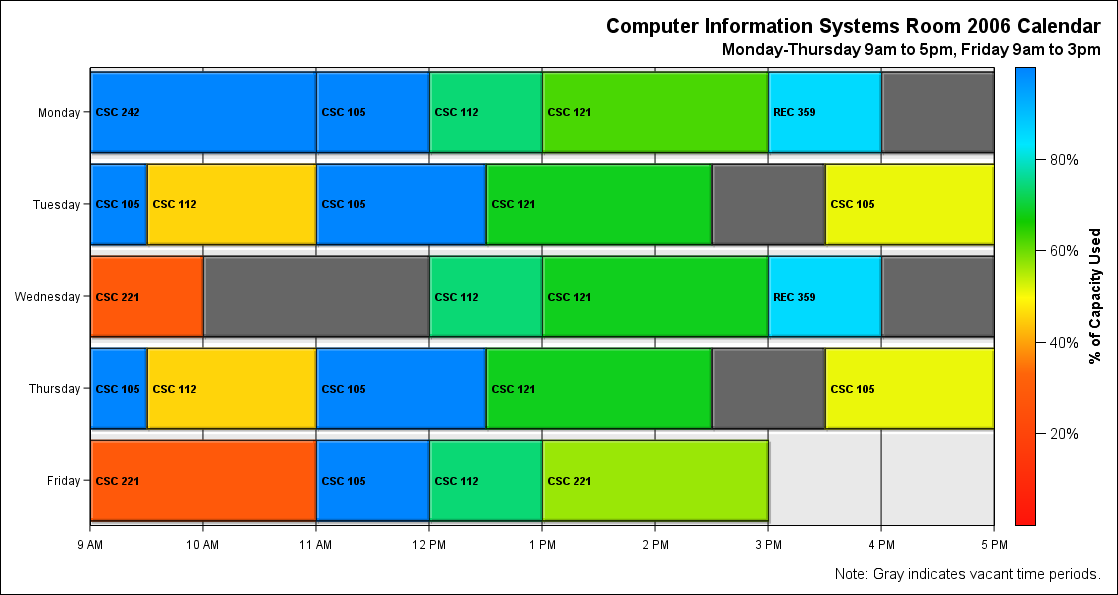 Computer Information Systems Room 2006 Calendar
Monday-Thursday 9am to 5pm, Friday 9am to 3pm
Monday CSC 242 CSC 105 CSC 112 CSC 121 REC 359
80%
Tuesday CSC 105 CSC 112 CSC 105 CSC 121 CSC 105
60%
% of Capacity Used
Wednesday CSC 221 CSC 112 CSC 121 REC 359
40%
Thursday CSC 105 CSC 112 CSC 105 CSC 121 CSC 105
20%
Friday CSC 221 CSC 105 CSC 112 CSC 221
9 AM 10 AM 11 AM 12 PM 1 PM 2 PM 3 PM 4 PM 5 PM
Note: Gray indicates vacant time periods.